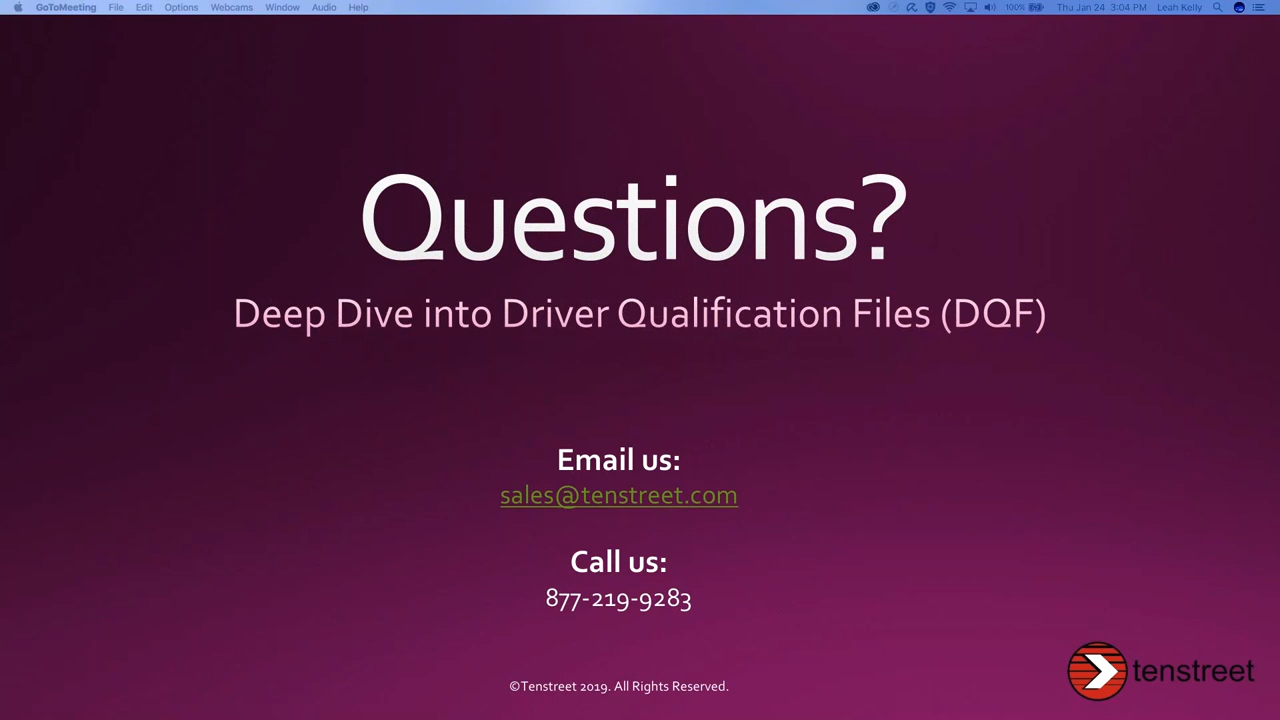 GoToMeeting File Edit Options Webcams Window Audio Help 100% Thu Jan 24 3:04 PM Leah Kelly
Questions?
Deep Dive into Driver Qualification Files (DQF)
Email us:
sales@tenstreet.com
Call us:
877-219-9283
©Tenstreet 2019. All Rights Reserved.
tenstreet